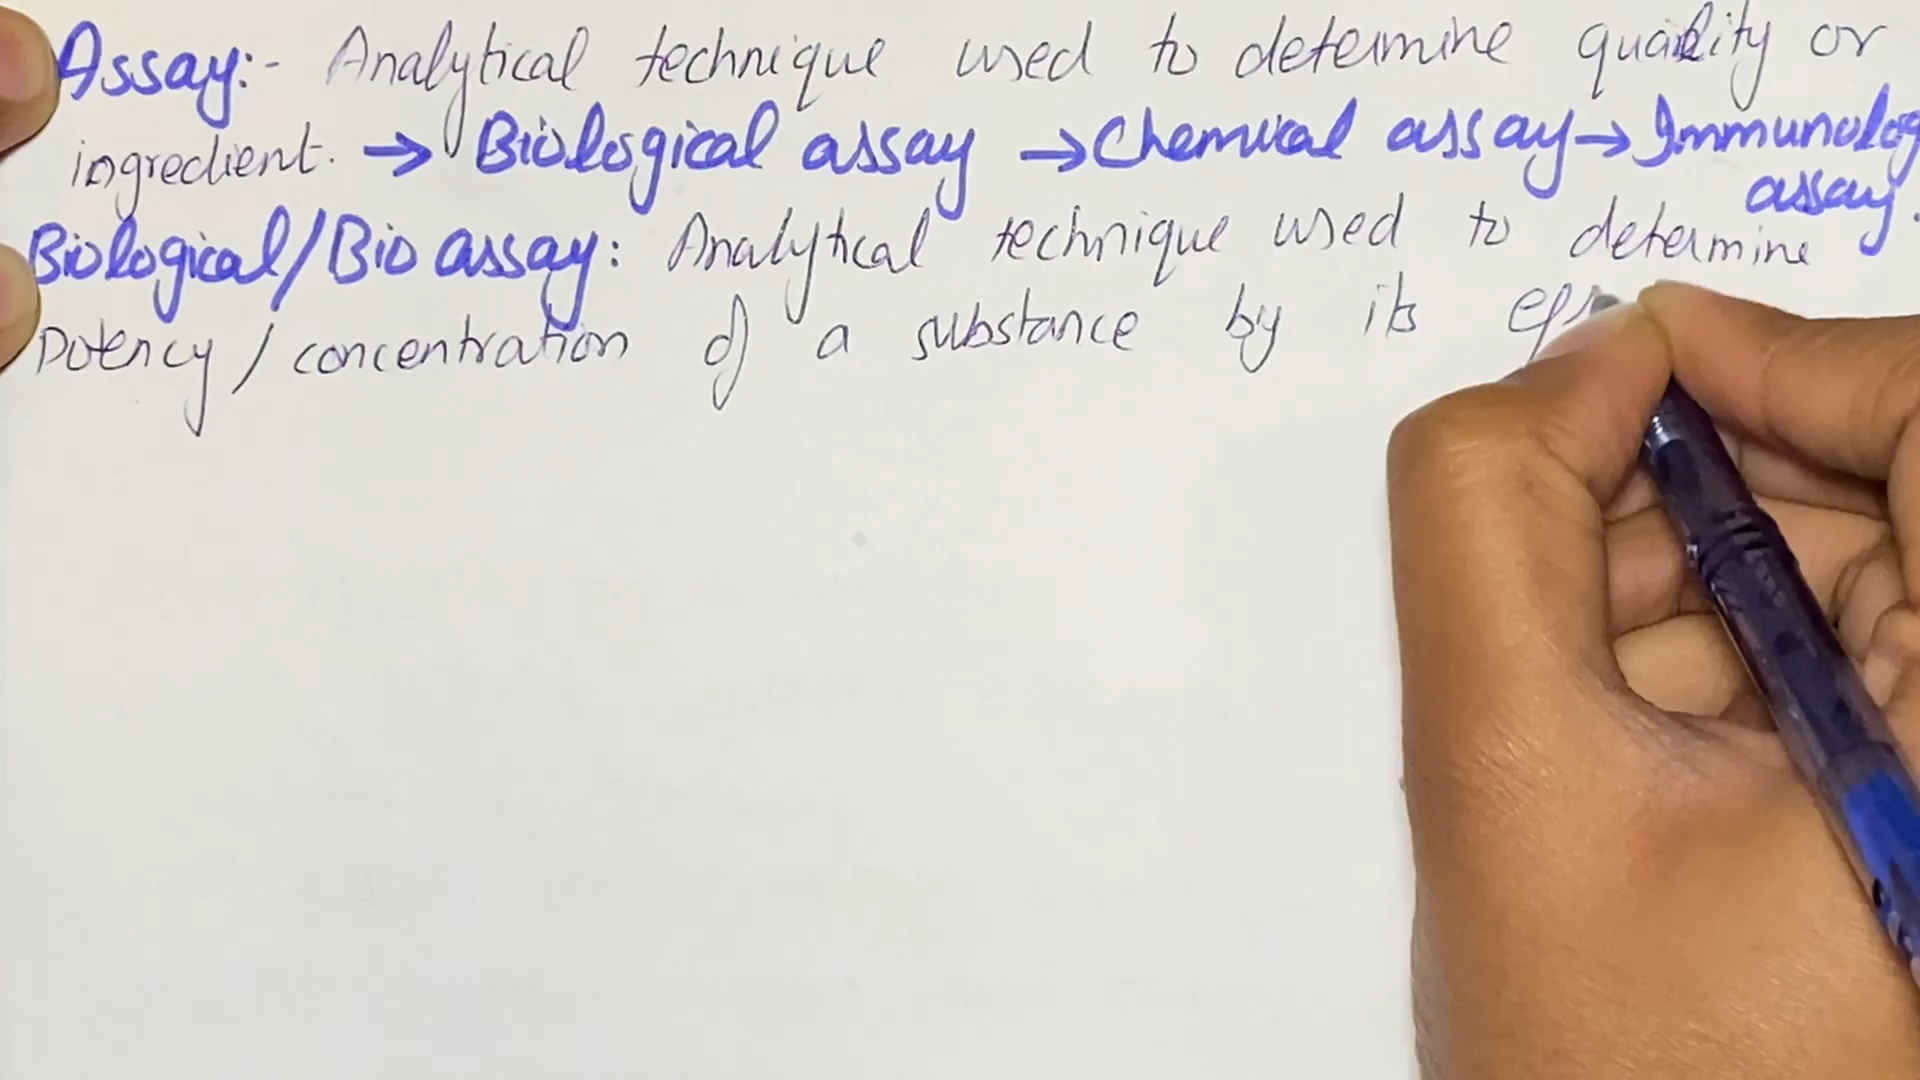 Assay:- Analytical technique used to determine quality or
ingredient. → Biological assay → Chemical assay → Immunolog
assay.
Biological/Bio assay: Analytical technique used to determine
Potency / concentration of a substance by its